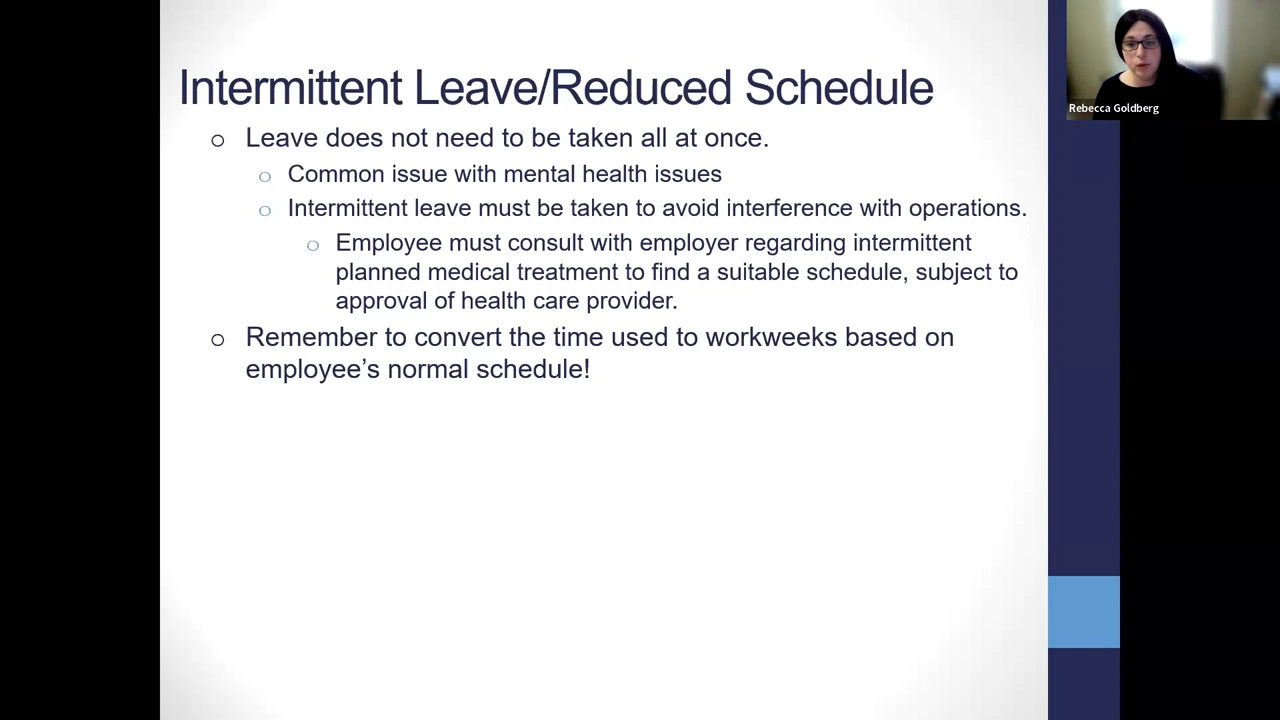 Intermittent Leave/Reduced Schedule
Rebecca Goldberg
Leave does not need to be taken all at once.
Common issue with mental health issues
Intermittent leave must be taken to avoid interference with operations.
Employee must consult with employer regarding intermittent
planned medical treatment to find a suitable schedule, subject to
approval of health care provider.
Remember to convert the time used to workweeks based on
employee’s normal schedule!